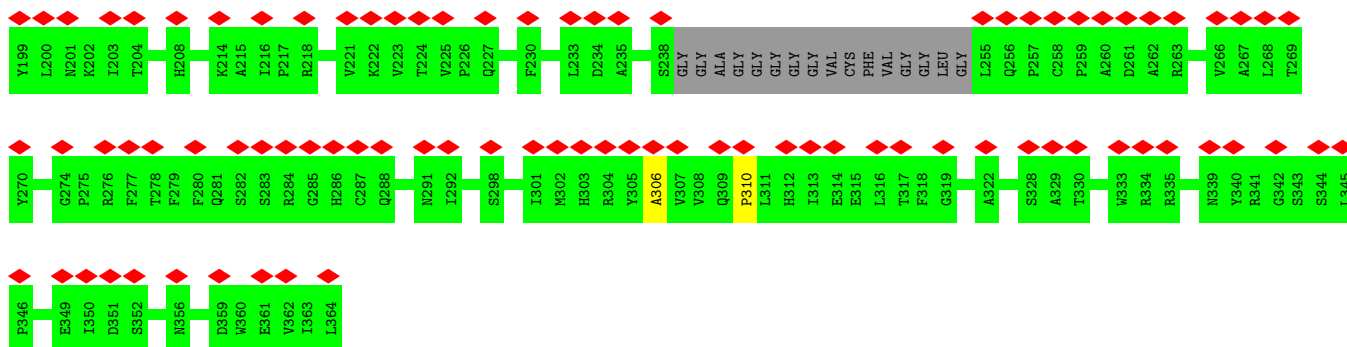 Y199 L200 N201 K202 I203 T204 H208 K214 A215 I216 P217 R218 V221 K222 V223 T224 V225 P226 Q227 F230 L233 D234 A235 S238 GLY GLY ALA GLY GLY GLY GLY GLY VAL CYS PHE VAL GLY GLY LEU GLY L255 Q256 P257 C258 P259 A260 D261 A262 R263 V266 A267 L268 T269
Y270 G274 P275 R276 F277 T278 F279 F280 Q281 S282 S283 R284 G285 H286 C287 Q288 N291 I292 S298 I301 M302 H303 R304 Y305 A306 V307 V308 Q309 P310 L311 H312 I313 E314 E315 L316 T317 F318 G319 A322 S328 A329 T330 W333 R334 R335 N339 Y340 R341 G342 S343 S344 L345
P346 E349 I350 D351 S352 N356 D359 W360 E361 V362 I363 L364